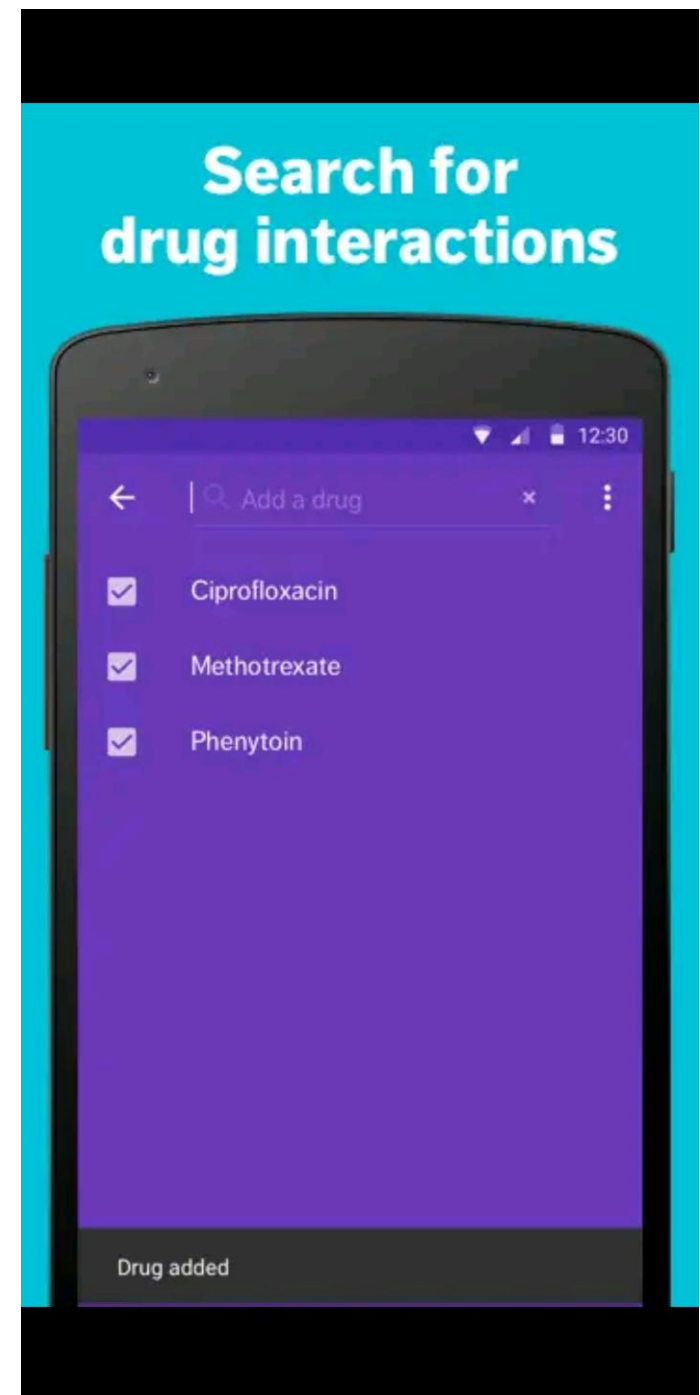 Search for
drug interactions
12:30
Add a drug
Ciprofloxacin
Methotrexate
Phenytoin
Drug added